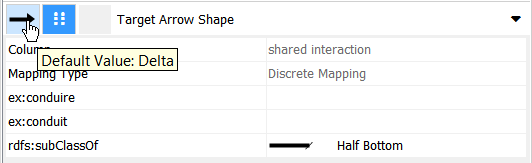 Target Arrow Shape
Column shared interaction
Default Value: Delta
Mapping Type Discrete Mapping
ex:conduire
ex:conduit
rdfs:subClassOf Half Bottom